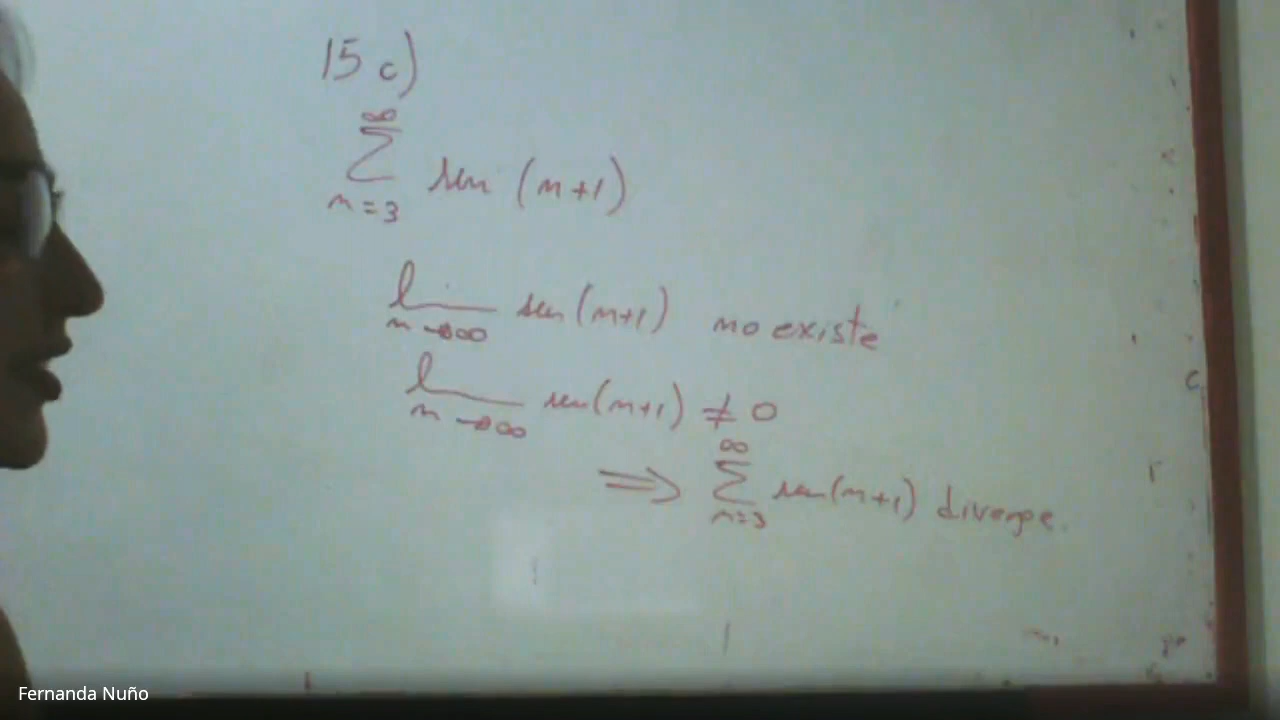 15 c)
∞
∑ sen (n+1)
n=3
lim sen(n+1) no existe
n→∞
lim sen(n+1) ≠ 0
n→∞
∞
⇒ ∑ sen(n+1) diverge.
n=3
Fernanda Nuño